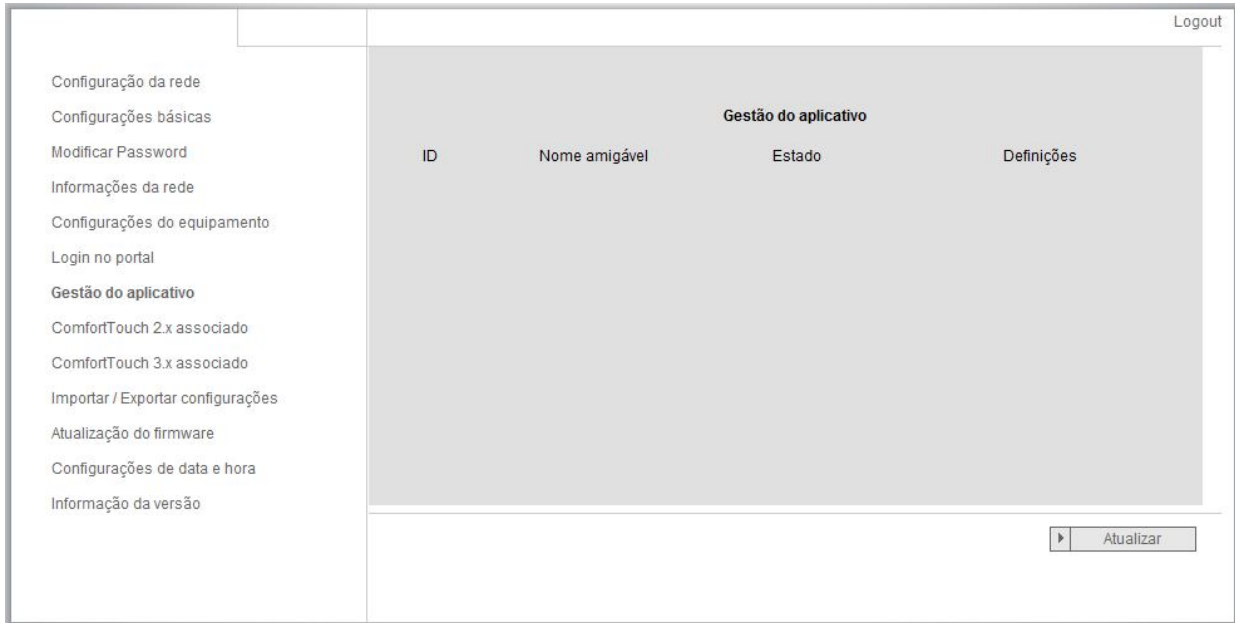 Logout
Configuração da rede
Configurações básicas
Modificar Password
Informações da rede
Configurações do equipamento
Login no portal
Gestão do aplicativo
ComfortTouch 2.x associado
ComfortTouch 3.x associado
Importar / Exportar configurações
Atualização do firmware
Configurações de data e hora
Informação da versão
Gestão do aplicativo
ID Nome amigável Estado Definições
Atualizar